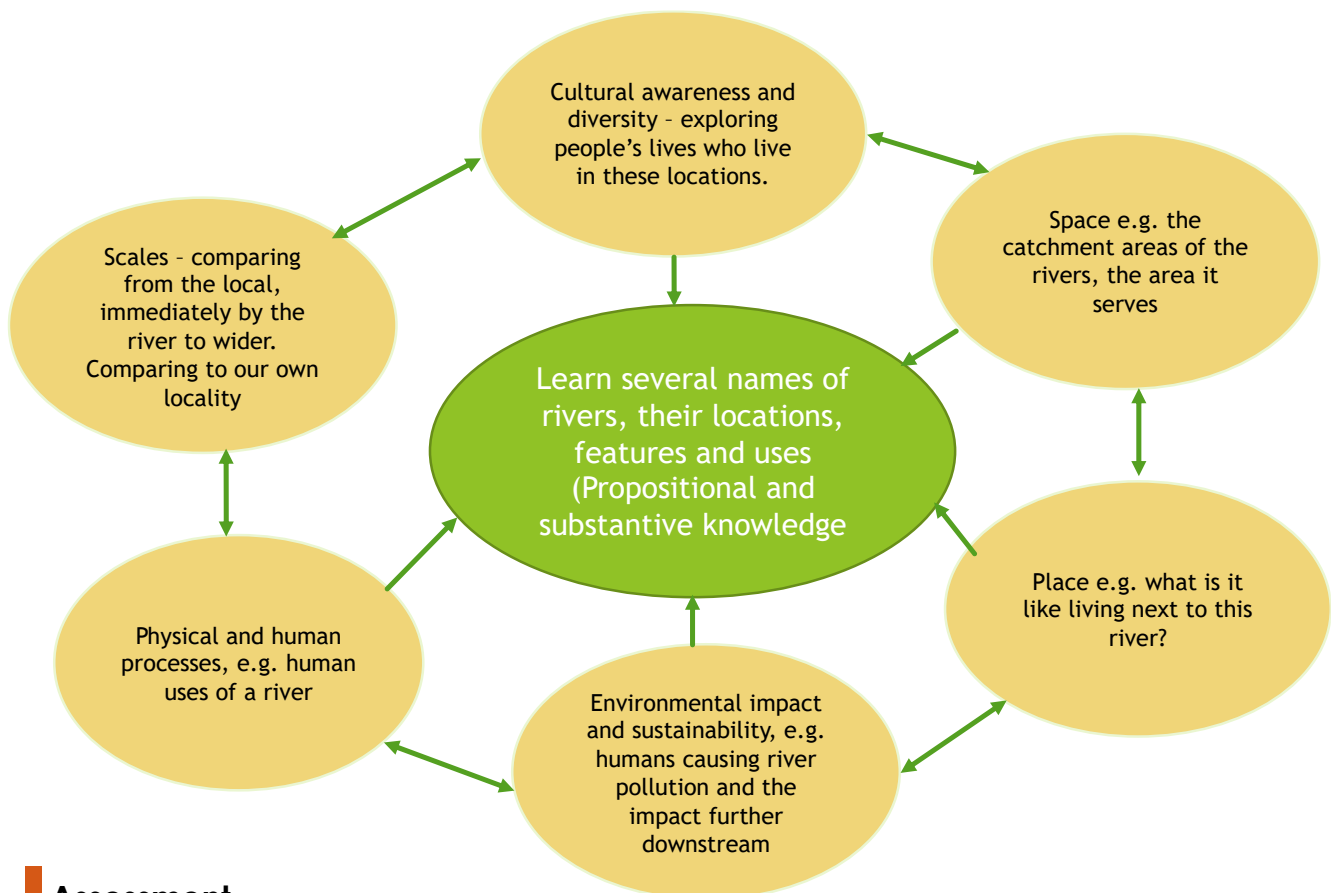 Cultural awareness and
diversity – exploring
people's lives who live
in these locations.
Space e.g. the
catchment areas of the
rivers, the area it
serves
Scales – comparing
from the local,
immediately by the
river to wider.
Comparing to our own
locality
Learn several names of
rivers, their locations,
features and uses
(Propositional and
substantive knowledge
Place e.g. what is it
like living next to this
river?
Physical and human
processes, e.g. human
uses of a river
Environmental impact
and sustainability, e.g.
humans causing river
pollution and the
impact further
downstream
Assessment